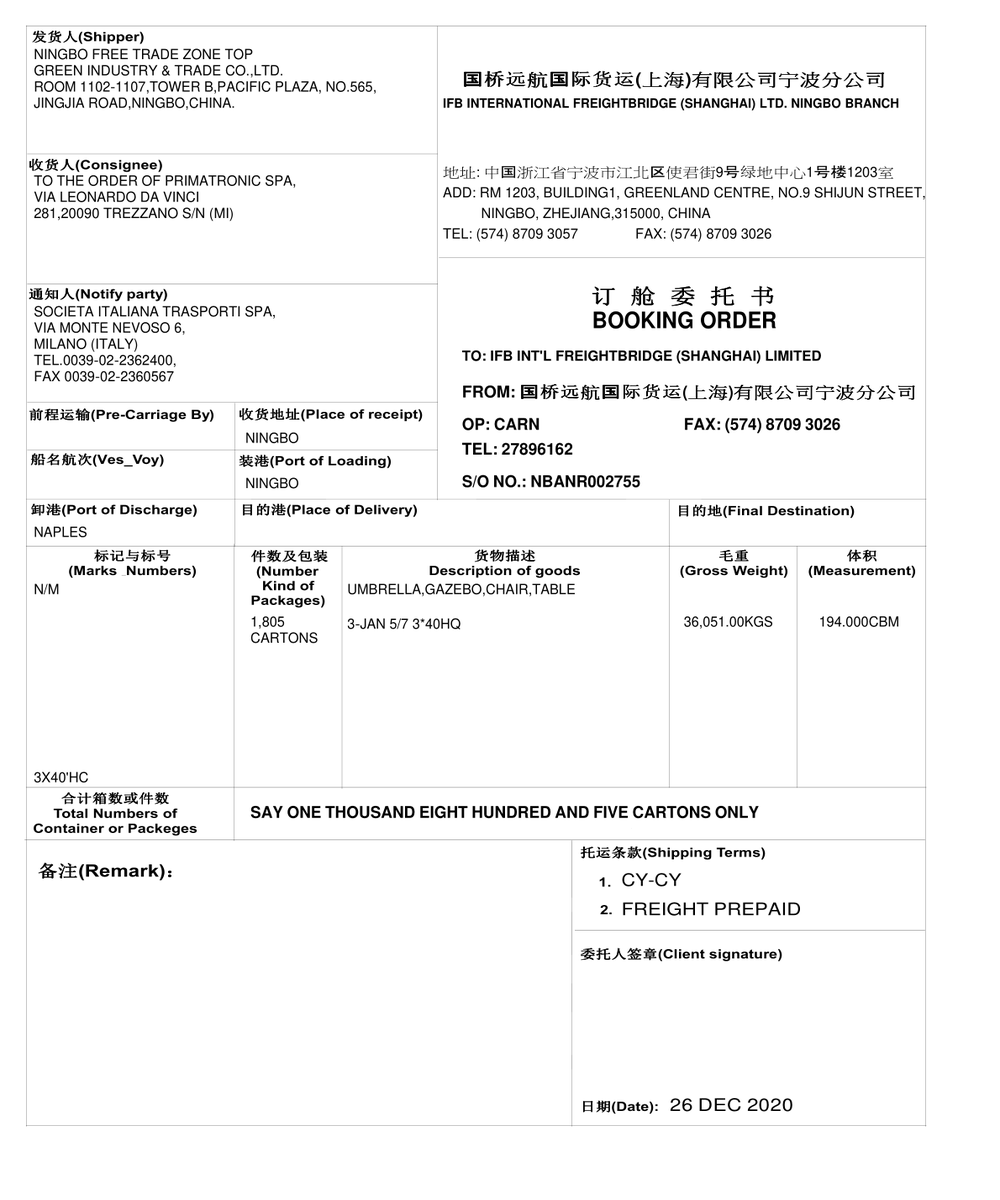 发货人(Shipper)
NINGBO FREE TRADE ZONE TOP
GREEN INDUSTRY & TRADE CO.,LTD.
ROOM 1102-1107,TOWER B,PACIFIC PLAZA, NO.565,
JINGJIA ROAD,NINGBO,CHINA.
国桥远航国际货运(上海)有限公司宁波分公司
IFB INTERNATIONAL FREIGHTBRIDGE (SHANGHAI) LTD. NINGBO BRANCH
收货人(Consignee)
TO THE ORDER OF PRIMATRONIC SPA,
VIA LEONARDO DA VINCI
281,20090 TREZZANO S/N (MI)
地址: 中国浙江省宁波市江北区使君街9号绿地中心1号楼1203室
ADD: RM 1203, BUILDING1, GREENLAND CENTRE, NO.9 SHIJUN STREET,
NINGBO, ZHEJIANG,315000, CHINA
TEL: (574) 8709 3057 FAX: (574) 8709 3026
通知人(Notify party)
SOCIETA ITALIANA TRASPORTI SPA,
VIA MONTE NEVOSO 6,
MILANO (ITALY)
TEL.0039-02-2362400,
FAX 0039-02-2360567
订 舱 委 托 书
BOOKING ORDER
TO: IFB INT'L FREIGHTBRIDGE (SHANGHAI) LIMITED
FROM: 国桥远航国际货运(上海)有限公司宁波分公司
OP: CARN FAX: (574) 8709 3026
TEL: 27896162
S/O NO.: NBANR002755
前程运输(Pre-Carriage By) 收货地址(Place of receipt)
NINGBO
船名航次(Ves_Voy) 装港(Port of Loading)
NINGBO
卸港(Port of Discharge) 目的港(Place of Delivery) 目的地(Final Destination)
NAPLES
标记与标号
(Marks_Numbers)
件数及包装
(Number
Kind of
Packages)
货物描述
Description of goods
毛重
(Gross Weight)
体积
(Measurement)
N/M
UMBRELLA,GAZEBO,CHAIR,TABLE
1,805
CARTONS
3-JAN 5/7 3*40HQ
36,051.00KGS
194.000CBM
3X40'HC
合计箱数或件数
Total Numbers of
Container or Packeges
SAY ONE THOUSAND EIGHT HUNDRED AND FIVE CARTONS ONLY
备注(Remark)：
托运条款(Shipping Terms)
1. CY-CY
2. FREIGHT PREPAID
委托人签章(Client signature)
日期(Date): 26 DEC 2020